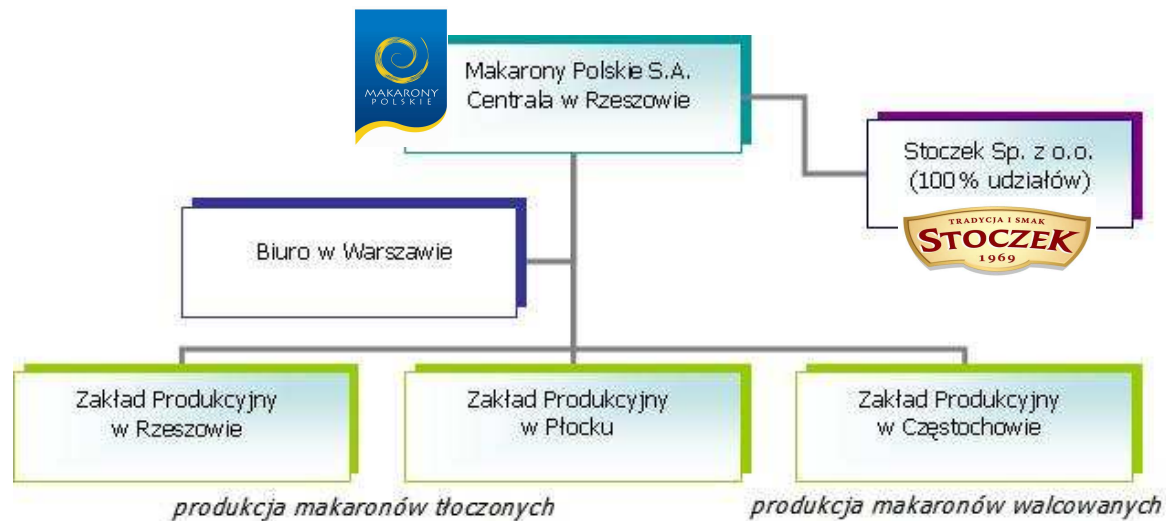 MAKARONY
POLSKIE
Makarony Polskie S.A.
Centrala w Rzeszowie
Stoczek Sp. z o.o.
(100% udziałów)
TRADYCJA I SMAK
STOCZEK
1969
Biuro w Warszawie
Zakład Produkcyjny
w Rzeszowie
Zakład Produkcyjny
w Płocku
Zakład Produkcyjny
w Częstochowie
produkcja makaronów tłoczonych
produkcja makaronów walcowanych